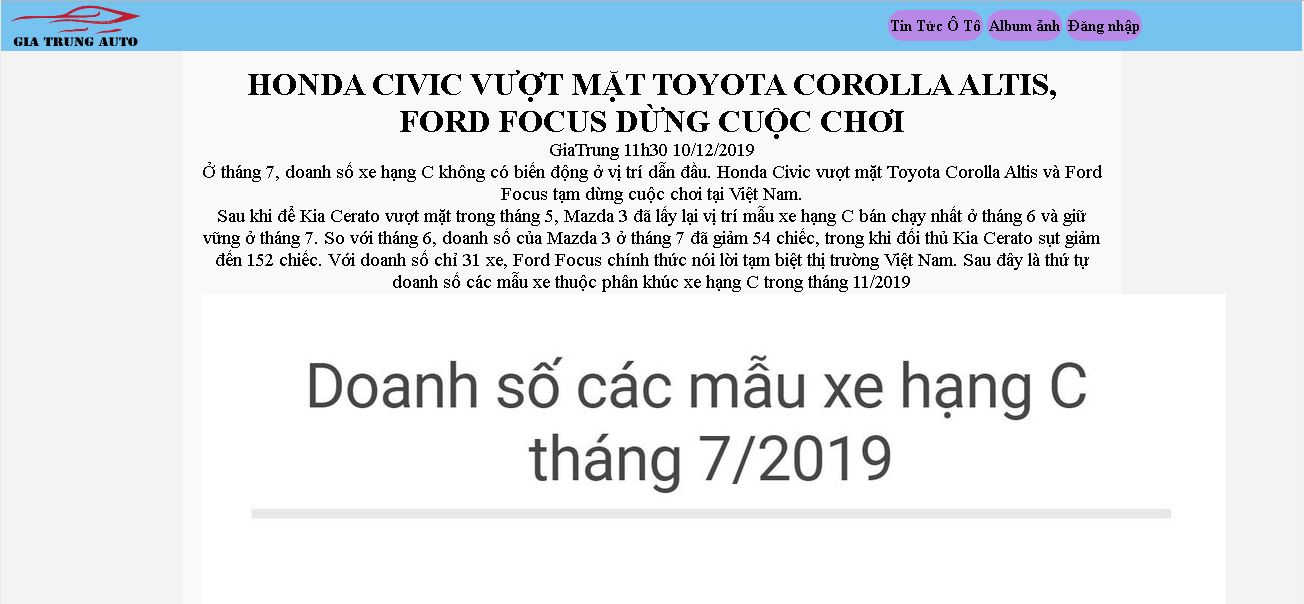 GIA TRUNG AUTO
Tin Tức Ô Tô Album ảnh Đăng nhập
HONDA CIVIC VƯỢT MẶT TOYOTA COROLLA ALTIS,
FORD FOCUS DỪNG CUỘC CHƠI
GiaTrung 11h30 10/12/2019
Ở tháng 7, doanh số xe hạng C không có biến động ở vị trí dẫn đầu. Honda Civic vượt mặt Toyota Corolla Altis và Ford
Focus tạm dừng cuộc chơi tại Việt Nam.
Sau khi để Kia Cerato vượt mặt trong tháng 5, Mazda 3 đã lấy lại vị trí mẫu xe hạng C bán chạy nhất ở tháng 6 và giữ
vững ở tháng 7. So với tháng 6, doanh số của Mazda 3 ở tháng 7 đã giảm 54 chiếc, trong khi đối thủ Kia Cerato sụt giảm
đến 152 chiếc. Với doanh số chỉ 31 xe, Ford Focus chính thức nói lời tạm biệt thị trường Việt Nam. Sau đây là thứ tự
doanh số các mẫu xe thuộc phân khúc xe hạng C trong tháng 11/2019
Doanh số các mẫu xe hạng C
tháng 7/2019